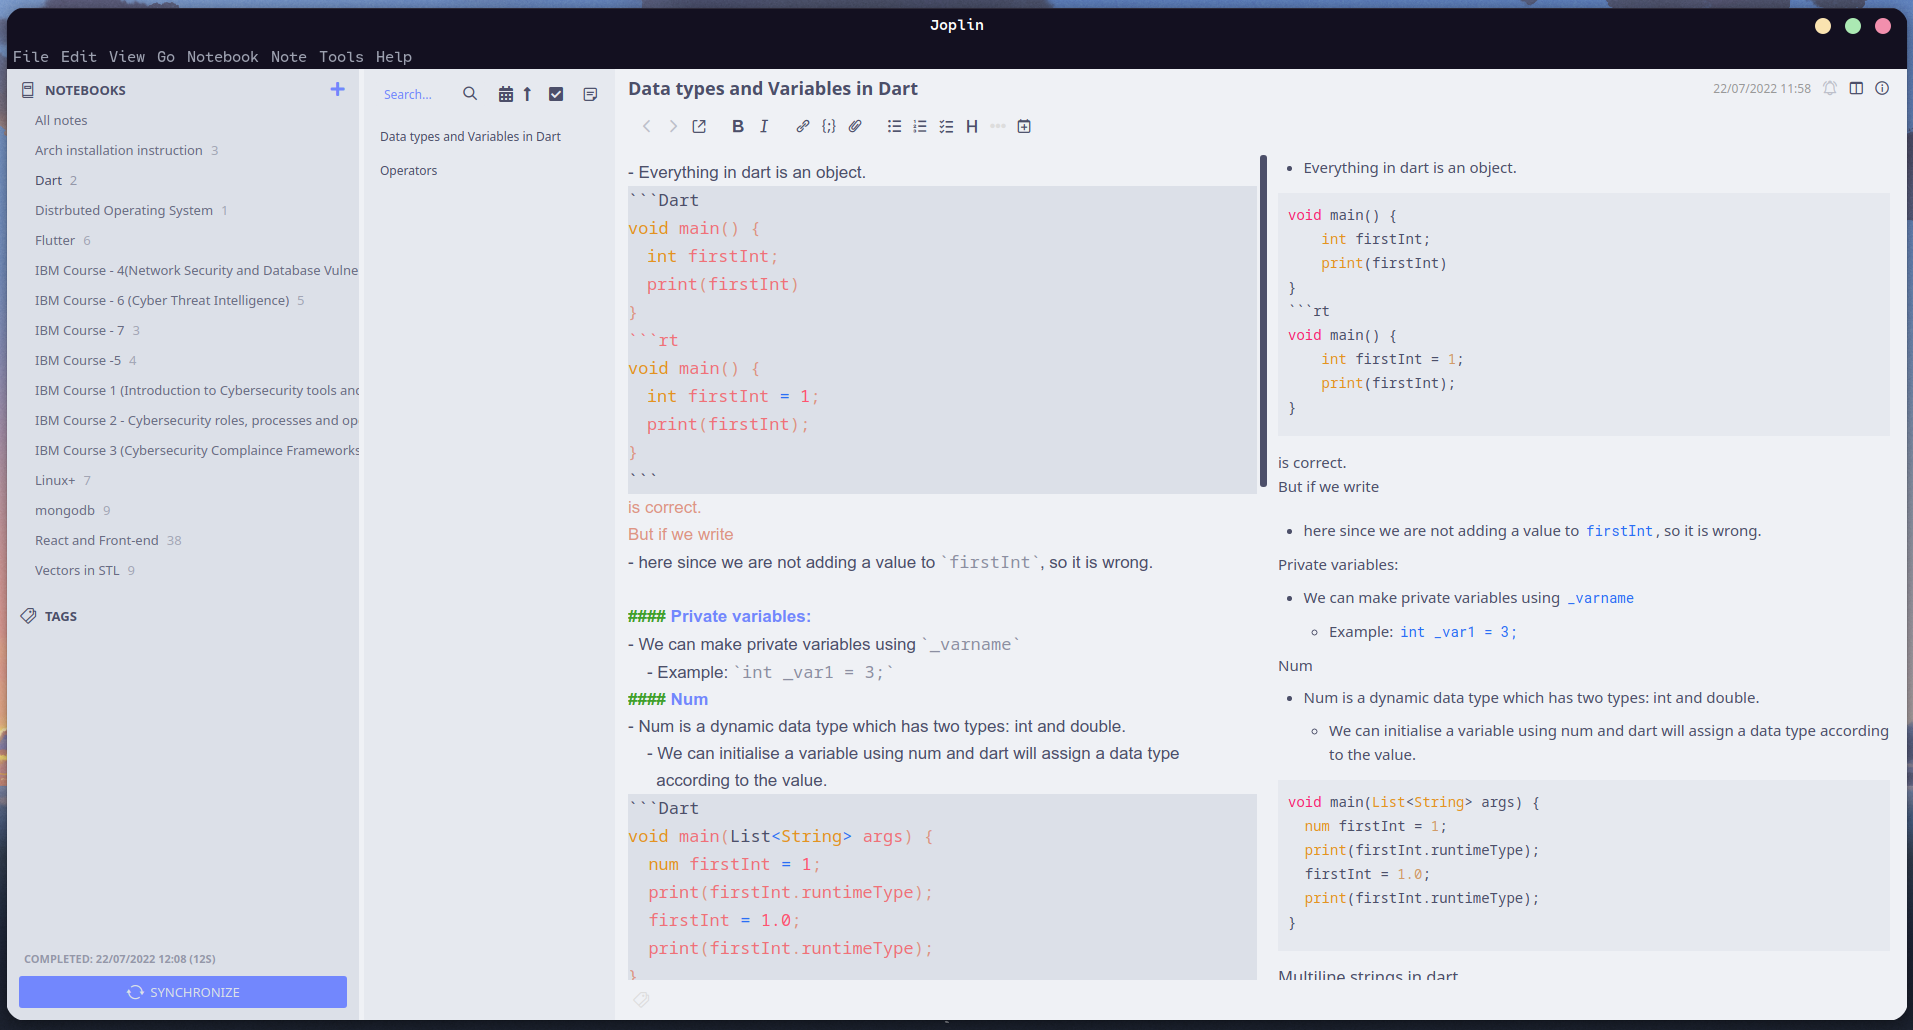 Joplin
File Edit View Go Notebook Note Tools Help
NOTEBOOKS
All notes
Arch installation instruction 3
Dart 2
Distrbuted Operating System 1
Flutter 6
IBM Course - 4(Network Security and Database Vulne
IBM Course - 6 (Cyber Threat Intelligence) 5
IBM Course - 7 3
IBM Course -5 4
IBM Course 1 (Introduction to Cybersecurity tools and
IBM Course 2 - Cybersecurity roles, processes and op
IBM Course 3 (Cybersecurity Complaince Frameworks
Linux+ 7
mongodb 9
React and Front-end 38
Vectors in STL 9
TAGS
COMPLETED: 22/07/2022 12:08 (12S)
SYNCHRONIZE
Search...
Data types and Variables in Dart
Operators
Data types and Variables in Dart
22/07/2022 11:58
B I {;} H
- Everything in dart is an object.
```Dart
void main() {
  int firstInt;
  print(firstInt)
}
```rt
void main() {
  int firstInt = 1;
  print(firstInt);
}
```
is correct.
But if we write
- here since we are not adding a value to `firstInt`, so it is wrong.
#### Private variables:
- We can make private variables using `_varname`
  - Example: `int _var1 = 3;`
#### Num
- Num is a dynamic data type which has two types: int and double.
  - We can initialise a variable using num and dart will assign a data type
according to the value.
```Dart
void main(List<String> args) {
  num firstInt = 1;
  print(firstInt.runtimeType);
  firstInt = 1.0;
  print(firstInt.runtimeType);
}
• Everything in dart is an object.
void main() {
    int firstInt;
    print(firstInt)
}
```rt
void main() {
    int firstInt = 1;
    print(firstInt);
}
is correct.
But if we write
• here since we are not adding a value to firstInt, so it is wrong.
Private variables:
• We can make private variables using _varname
◦ Example: int _var1 = 3;
Num
• Num is a dynamic data type which has two types: int and double.
◦ We can initialise a variable using num and dart will assign a data type according
to the value.
void main(List<String> args) {
  num firstInt = 1;
  print(firstInt.runtimeType);
  firstInt = 1.0;
  print(firstInt.runtimeType);
}
Multiline strings in dart